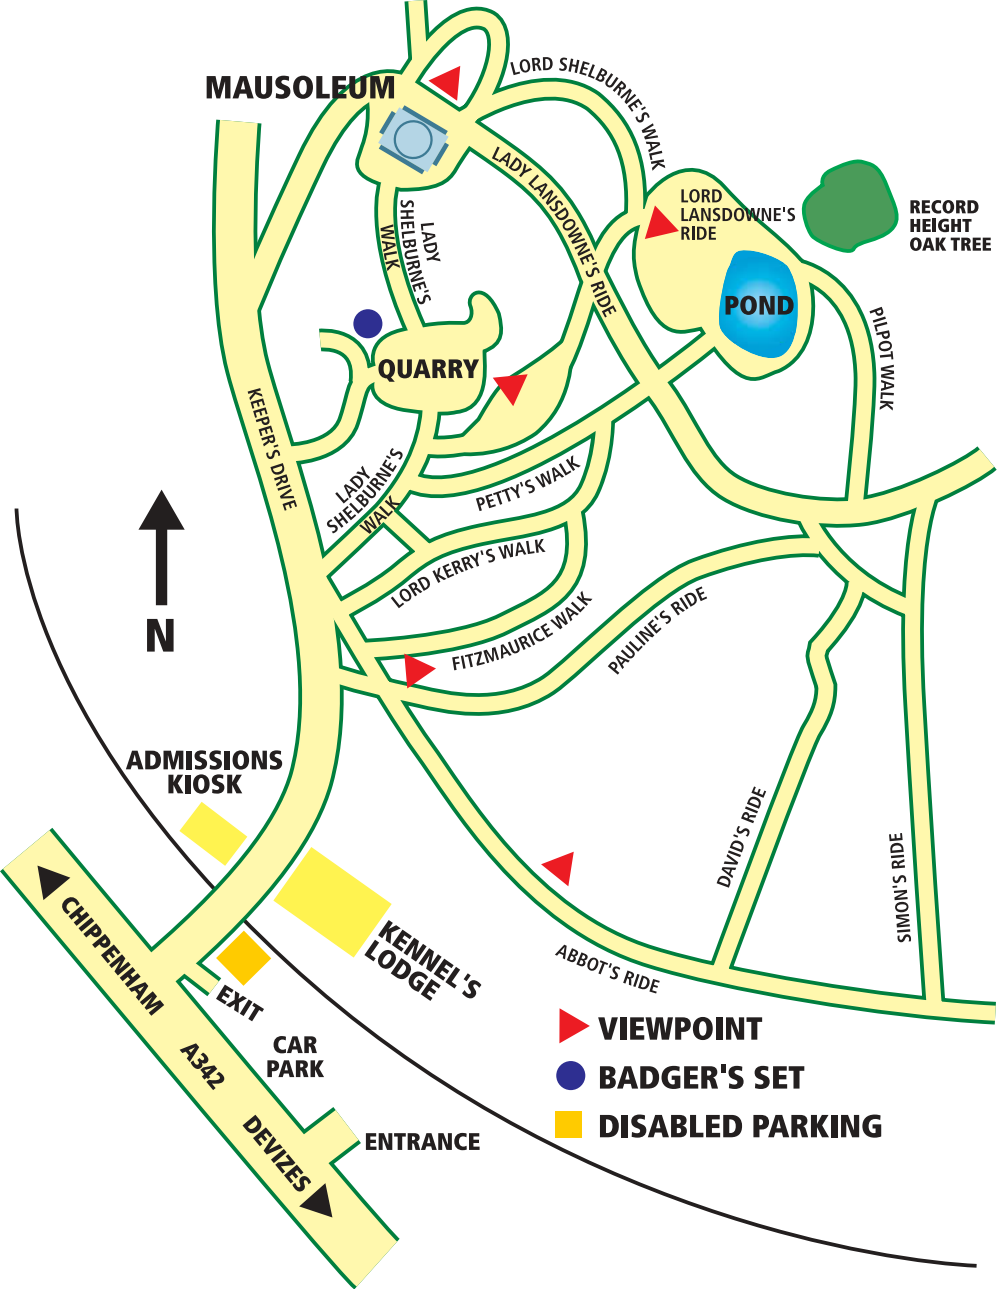 MAUSOLEUM
LORD SHELBURNE'S WALK
LADY LANSDOWNE'S RIDE
LORD
LANSDOWNE'S
RIDE
RECORD
HEIGHT
OAK TREE
LADY
SHELBURNE'S
WALK
POND
PILPOT WALK
QUARRY
KEEPER'S DRIVE
LADY
SHELBURNE'S
WALK
PETTY'S WALK
LORD KERRY'S WALK
FITZMAURICE WALK
PAULINE'S RIDE
N
ADMISSIONS
KIOSK
DAVID'S RIDE
SIMON'S RIDE
KENNEL'S
LODGE
ABBOT'S RIDE
CHIPPENHAM
EXIT
CAR
PARK
A342
DEVIZES
ENTRANCE
VIEWPOINT
BADGER'S SET
DISABLED PARKING